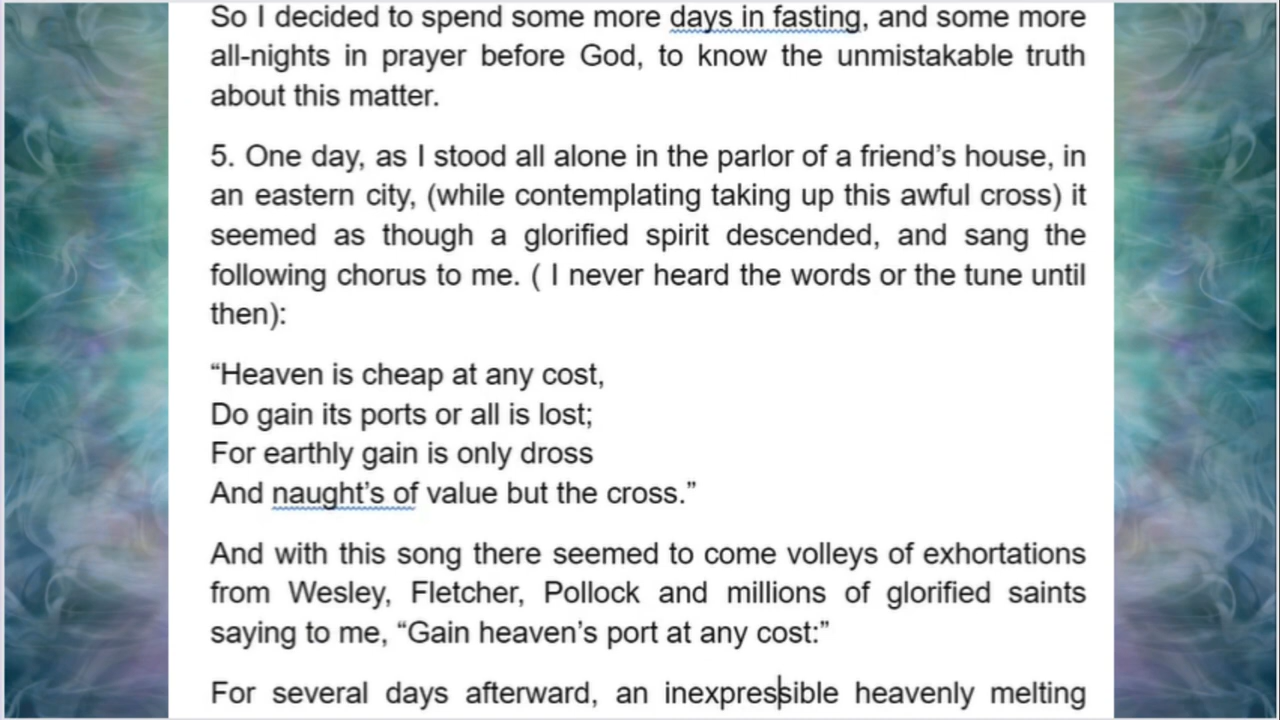 So I decided to spend some more days in fasting, and some more
all-nights in prayer before God, to know the unmistakable truth
about this matter.
5. One day, as I stood all alone in the parlor of a friend’s house, in
an eastern city, (while contemplating taking up this awful cross) it
seemed as though a glorified spirit descended, and sang the
following chorus to me. ( I never heard the words or the tune until
then):
“Heaven is cheap at any cost,
Do gain its ports or all is lost;
For earthly gain is only dross
And naught’s of value but the cross.”
And with this song there seemed to come volleys of exhortations
from Wesley, Fletcher, Pollock and millions of glorified saints
saying to me, “Gain heaven’s port at any cost:”
For several days afterward, an inexpressible heavenly melting